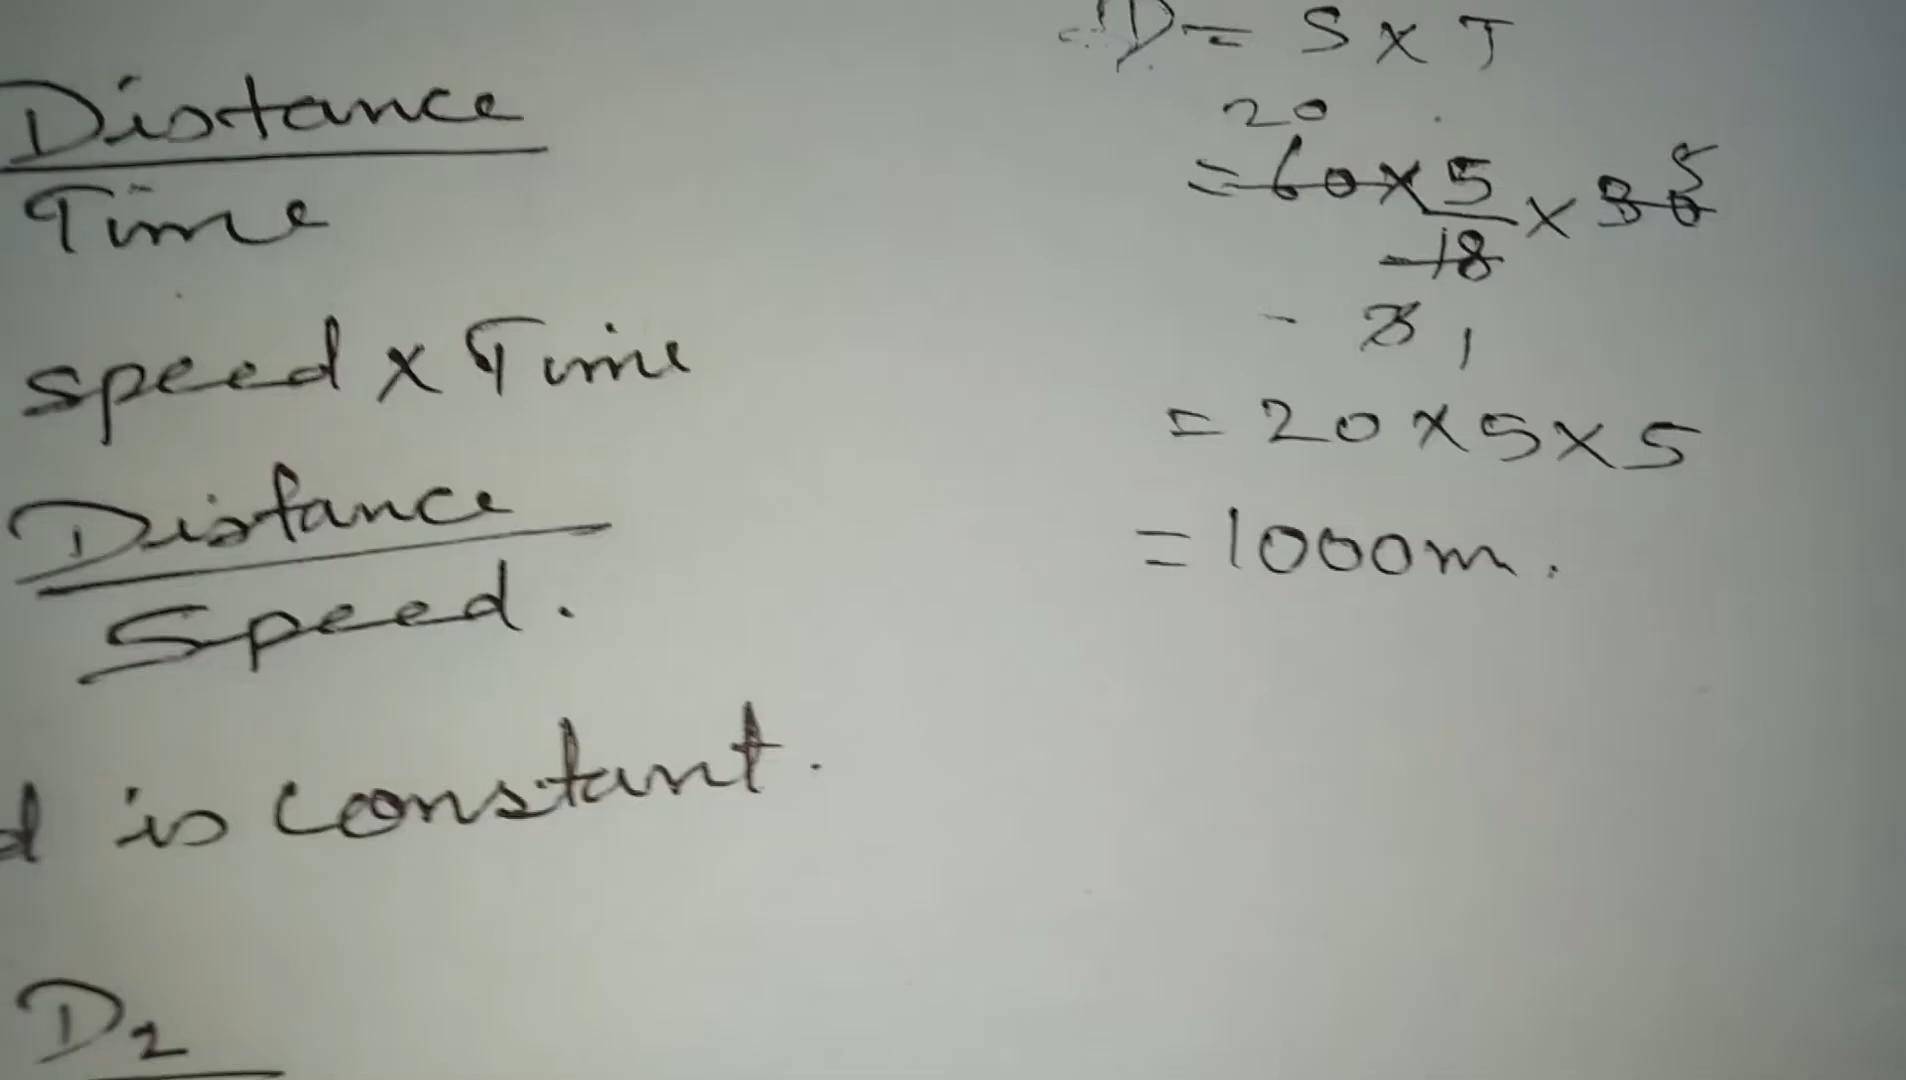 Distance
Time
speed x Time
Distance
Speed.
d is constant.
D2
D = S x T
20
= 60 x 5 x 30 5
18
3 1
= 20 x 5 x 5
= 1000m.